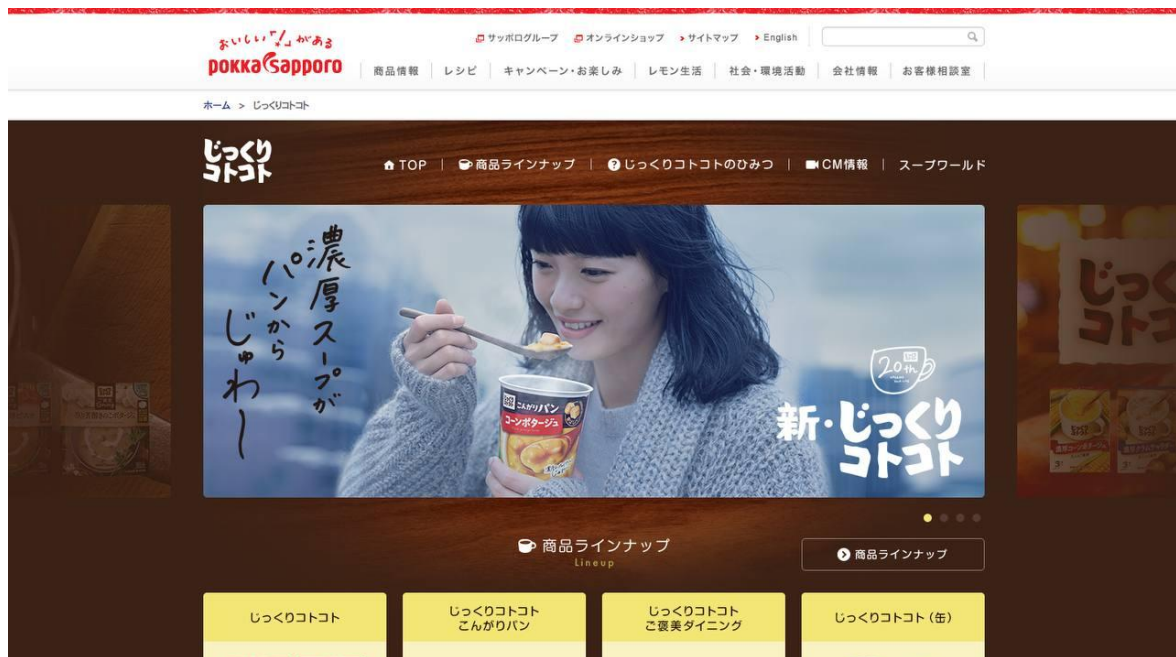 おいしい「!」がある
サッポログループ
オンラインショップ
サイトマップ
English
POKKA Sapporo
商品情報
レシピ
キャンペーン・お楽しみ
レモン生活
社会・環境活動
会社情報
お客様相談室
ホーム > じっくりコトコト
じっくり
コトコト
TOP
商品ラインナップ
じっくりコトコトのひみつ
CM情報
スープワールド
濃厚スープが
パンから
じゅわー
20th
新・じっくり
コトコト
こんがりパン
コーンポタージュ
じっく
コト
商品ラインナップ
Lineup
商品ラインナップ
じっくりコトコト
じっくりコトコト
こんがりパン
じっくりコトコト
ご褒美ダイニング
じっくりコトコト(缶)